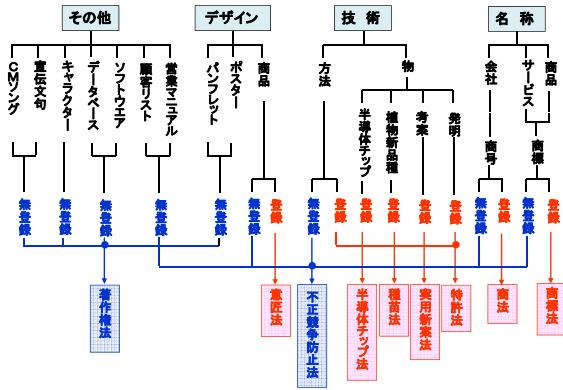 その他
デザイン
技 術
名 称
CMソング
宣伝文句
キャラクター
データベース
ソフトウエア
顧客リスト
営業マニュアル
パンフレット
ポスター
商品
方法
物
会社
サービス
商品
半導体チップ
植物新品種
考案
発明
商号
商標
無登録
無登録
無登録
無登録
無登録
無登録
登録
無登録
登録
登録
登録
登録
登録
無登録
登録
無登録
登録
著作権法
意匠法
不正競争防止法
半導体チップ法
種苗法
実用新案法
特許法
商法
商標法